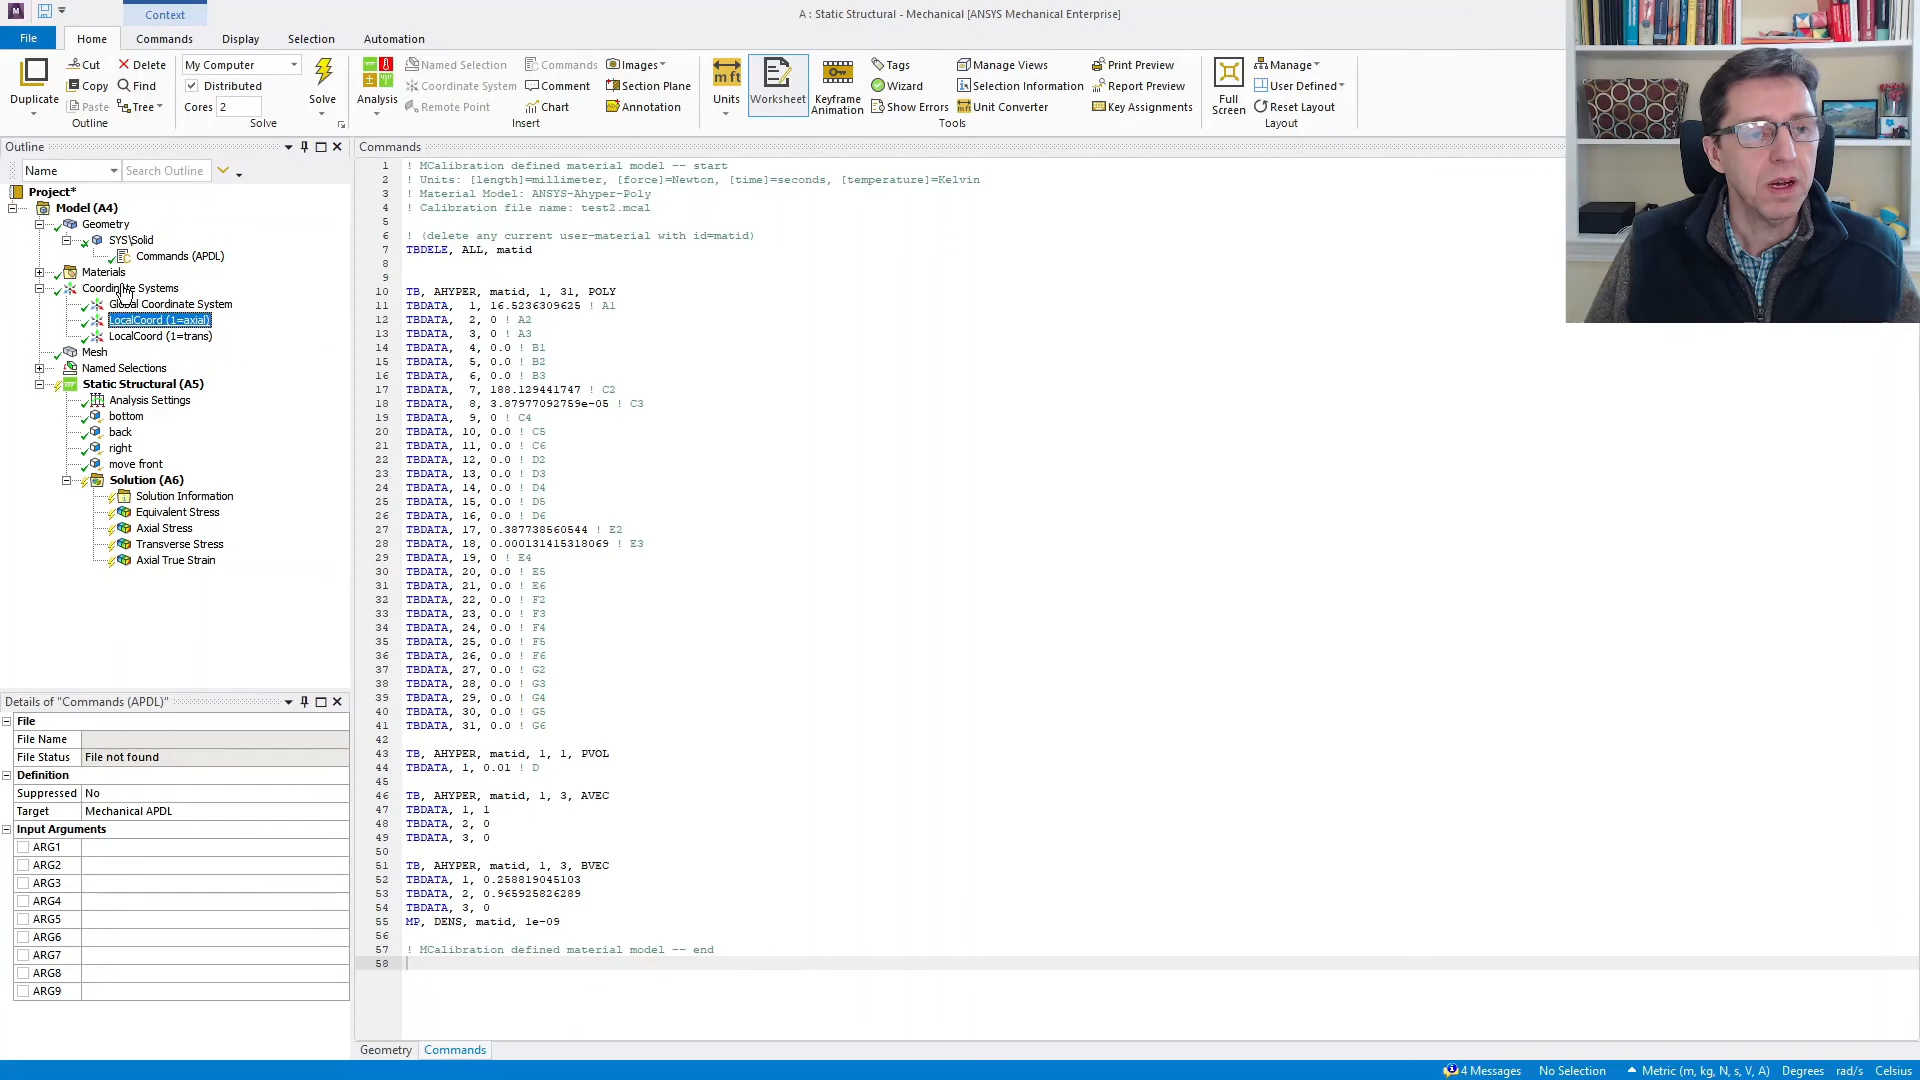 Context
A : Static Structural - Mechanical [ANSYS Mechanical Enterprise]
File Home Commands Display Selection Automation
Duplicate
Cut
Copy
Paste
Delete
Find
Tree
Outline
My Computer
Distributed
Cores 2
Solve
Solve
Analysis
Named Selection
Coordinate System
Remote Point
Commands
Comment
Chart
Images
Section Plane
Annotation
Insert
Units
Worksheet
Keyframe Animation
Tags
Wizard
Show Errors
Manage Views
Selection Information
Unit Converter
Print Preview
Report Preview
Key Assignments
Tools
Full Screen
Manage
User Defined
Reset Layout
Layout
Outline
Name
Search Outline
Project*
Model (A4)
Geometry
SYS\Solid
Commands (APDL)
Materials
Coordinate Systems
Global Coordinate System
LocalCoord (1=axial)
LocalCoord (1=trans)
Mesh
Named Selections
Static Structural (A5)
Analysis Settings
bottom
back
right
move front
Solution (A6)
Solution Information
Equivalent Stress
Axial Stress
Transverse Stress
Axial True Strain
Details of "Commands (APDL)"
File
File Name
File Status File not found
Definition
Suppressed No
Target Mechanical APDL
Input Arguments
ARG1
ARG2
ARG3
ARG4
ARG5
ARG6
ARG7
ARG8
ARG9
Commands
1 ! MCalibration defined material model -- start
2 ! Units: [length]=millimeter, [force]=Newton, [time]=seconds, [temperature]=Kelvin
3 ! Material Model: ANSYS-Ahyper-Poly
4 ! Calibration file name: test2.mcal
5
6 ! (delete any current user-material with id=matid)
7 TBDELE, ALL, matid
8
9
10 TB, AHYPER, matid, 1, 31, POLY
11 TBDATA, 1, 16.5236309625 ! A1
12 TBDATA, 2, 0 ! A2
13 TBDATA, 3, 0 ! A3
14 TBDATA, 4, 0.0 ! B1
15 TBDATA, 5, 0.0 ! B2
16 TBDATA, 6, 0.0 ! B3
17 TBDATA, 7, 188.129441747 ! C2
18 TBDATA, 8, 3.87977092759e-05 ! C3
19 TBDATA, 9, 0 ! C4
20 TBDATA, 10, 0.0 ! C5
21 TBDATA, 11, 0.0 ! C6
22 TBDATA, 12, 0.0 ! D2
23 TBDATA, 13, 0.0 ! D3
24 TBDATA, 14, 0.0 ! D4
25 TBDATA, 15, 0.0 ! D5
26 TBDATA, 16, 0.0 ! D6
27 TBDATA, 17, 0.387738560544 ! E2
28 TBDATA, 18, 0.000131415318069 ! E3
29 TBDATA, 19, 0 ! E4
30 TBDATA, 20, 0.0 ! E5
31 TBDATA, 21, 0.0 ! E6
32 TBDATA, 22, 0.0 ! F2
33 TBDATA, 23, 0.0 ! F3
34 TBDATA, 24, 0.0 ! F4
35 TBDATA, 25, 0.0 ! F5
36 TBDATA, 26, 0.0 ! F6
37 TBDATA, 27, 0.0 ! G2
38 TBDATA, 28, 0.0 ! G3
39 TBDATA, 29, 0.0 ! G4
40 TBDATA, 30, 0.0 ! G5
41 TBDATA, 31, 0.0 ! G6
42
43 TB, AHYPER, matid, 1, 1, PVOL
44 TBDATA, 1, 0.01 ! D
45
46 TB, AHYPER, matid, 1, 3, AVEC
47 TBDATA, 1, 1
48 TBDATA, 2, 0
49 TBDATA, 3, 0
50
51 TB, AHYPER, matid, 1, 3, BVEC
52 TBDATA, 1, 0.258819045103
53 TBDATA, 2, 0.965925826289
54 TBDATA, 3, 0
55 MP, DENS, matid, 1e-09
56
57 ! MCalibration defined material model -- end
58
Geometry Commands
4 Messages No Selection Metric (m, kg, N, s, V, A) Degrees rad/s Celsius